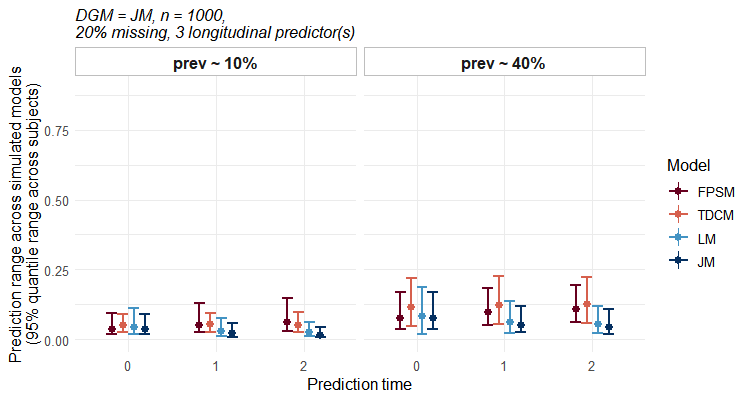 DGM = JM, n = 1000,
20% missing, 3 longitudinal predictor(s)
prev ~ 10%
prev ~ 40%
Prediction range across simulated models
(95% quantile range across subjects)
0.75
0.50
0.25
0.00
0 1 2
0 1 2
Prediction time
Model
FPSM
TDCM
LM
JM